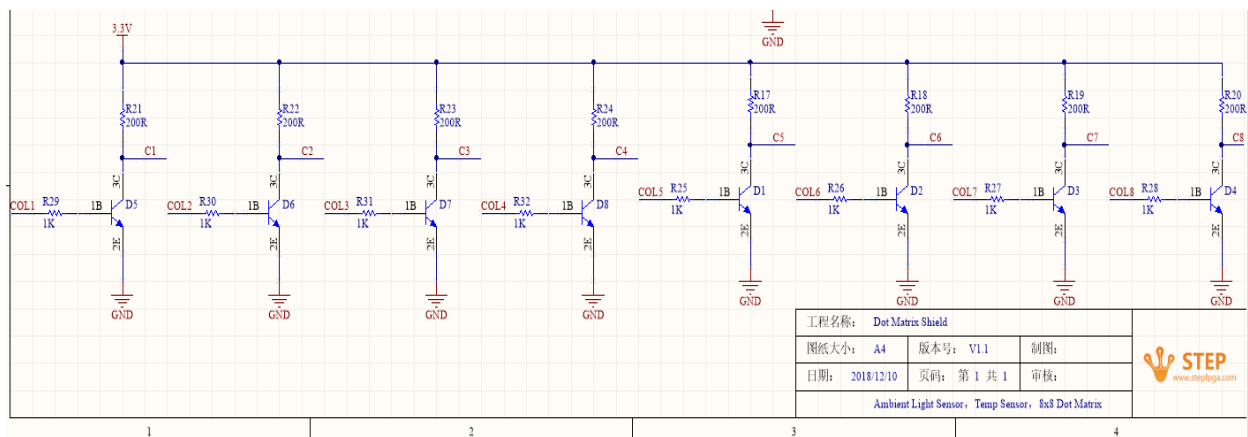 3.3V
GND
R21
200R
R22
200R
R23
200R
R24
200R
R17
200R
R18
200R
R19
200R
R20
200R
C1
C2
C3
C4
C5
C6
C7
C8
COL1
R29
1K
1B
3C
D5
2E
GND
COL2
R30
1K
1B
3C
D6
2E
GND
COL3
R31
1K
1B
3C
D7
2E
GND
COL4
R32
1K
1B
3C
D8
2E
GND
COL5
R25
1K
1B
3C
D1
2E
GND
COL6
R26
1K
1B
3C
D2
2E
GND
COL7
R27
1K
1B
3C
D3
2E
GND
COL8
R28
1K
1B
3C
D4
2E
GND
工程名称: Dot Matrix Shield
图纸大小: A4 版本号: V1.1 制图:
日期: 2018/12/10 页码: 第 1 共 1 审核:
Ambient Light Sensor, Temp Sensor, 8x8 Dot Matrix
STEP
www.stepfpga.com
1 2 3 4